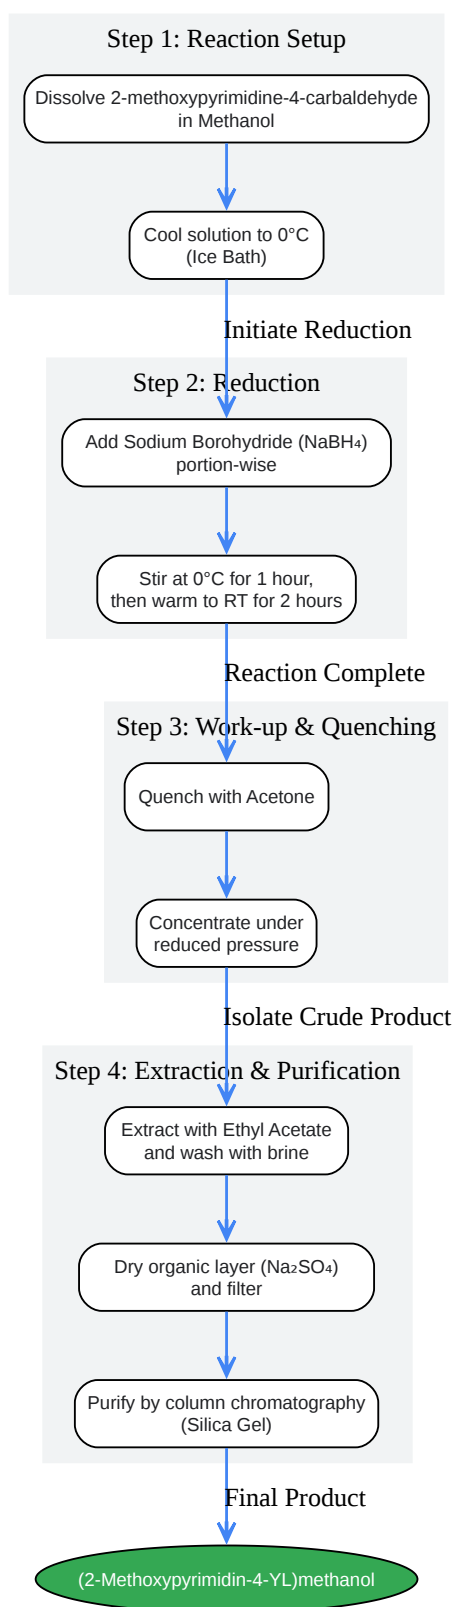 Step 1: Reaction Setup
Dissolve 2-methoxypyrimidine-4-carbaldehyde
in Methanol
Cool solution to 0°C
(Ice Bath)
Initiate Reduction
Step 2: Reduction
Add Sodium Borohydride (NaBH₄)
portion-wise
Stir at 0°C for 1 hour,
then warm to RT for 2 hours
Reaction Complete
Step 3: Work-up & Quenching
Quench with Acetone
Concentrate under
reduced pressure
Isolate Crude Product
Step 4: Extraction & Purification
Extract with Ethyl Acetate
and wash with brine
Dry organic layer (Na₂SO₄)
and filter
Purify by column chromatography
(Silica Gel)
Final Product
(2-Methoxypyrimidin-4-YL)methanol